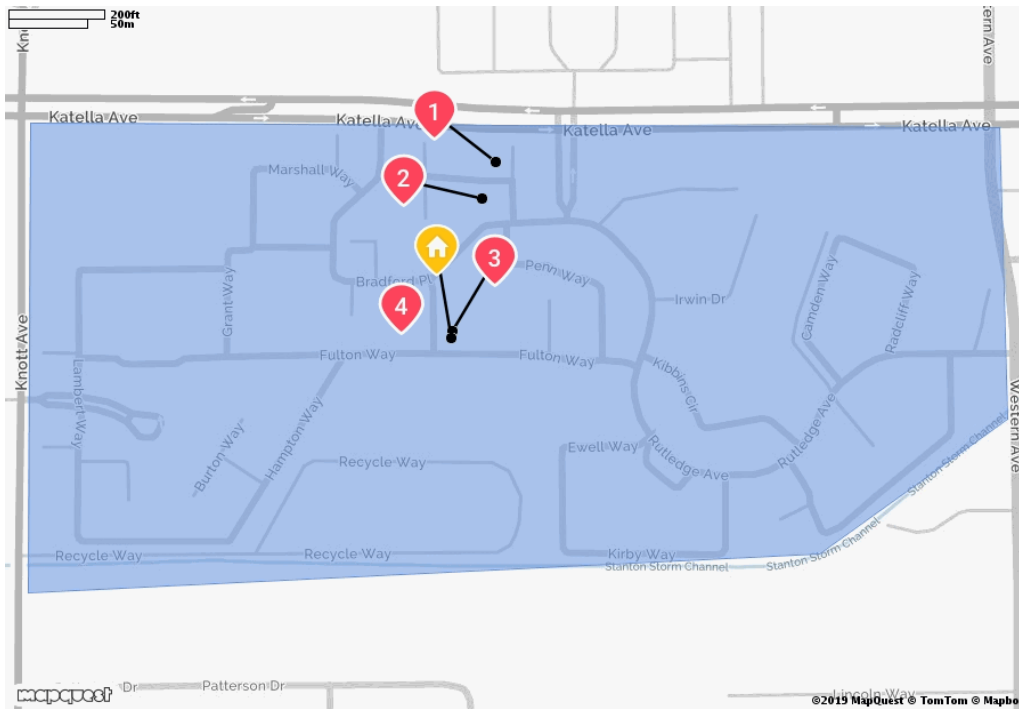 200ft
50m
Kno
tern Ave
Katella Ave
Katella Ave
Katella Ave
Katella Ave
1
Marshall Way
2
3
Penn Way
Bradford Pl
4
Grant Way
Irwin Dr
Camden Way
Radcliff Way
Knott Ave
Fulton Way
Fulton Way
Kibbins Cir
Lambert Way
Western Ave
Hampton Way
Burton Way
Ewell Way
Rutledge Ave
Rutledge Ave
Stanton Storm Channel
Recycle Way
Recycle Way
Recycle Way
Kirby Way
Stanton Storm Channel
Stanton Storm Channel
mapquest
Dr
Patterson Dr
Lincoln Way
©2019 MapQuest © TomTom © Mapbo